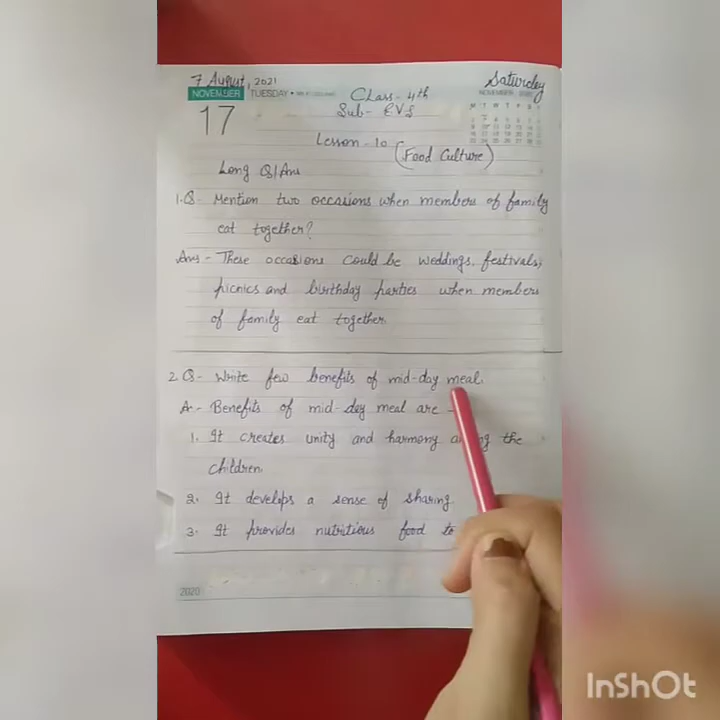 7 August, 2021
Saturday
NOVEMBER TUESDAY
NOVEMBER
17
Class - 4th
Sub - EVS
Lesson - 10
(Food Culture)
Long Q/Ans
1. Q- Mention two occasions when members of family
eat together?
Ans - These occasions could be weddings, festivals,
picnics and birthday parties when members
of family eat together.
2. Q- Write few benefits of mid-day meal.
A- Benefits of mid-day meal are -
1. It creates unity and harmony among the
children.
2. It develops a sense of sharing.
3. It provides nutritious food to
2020
InShOt